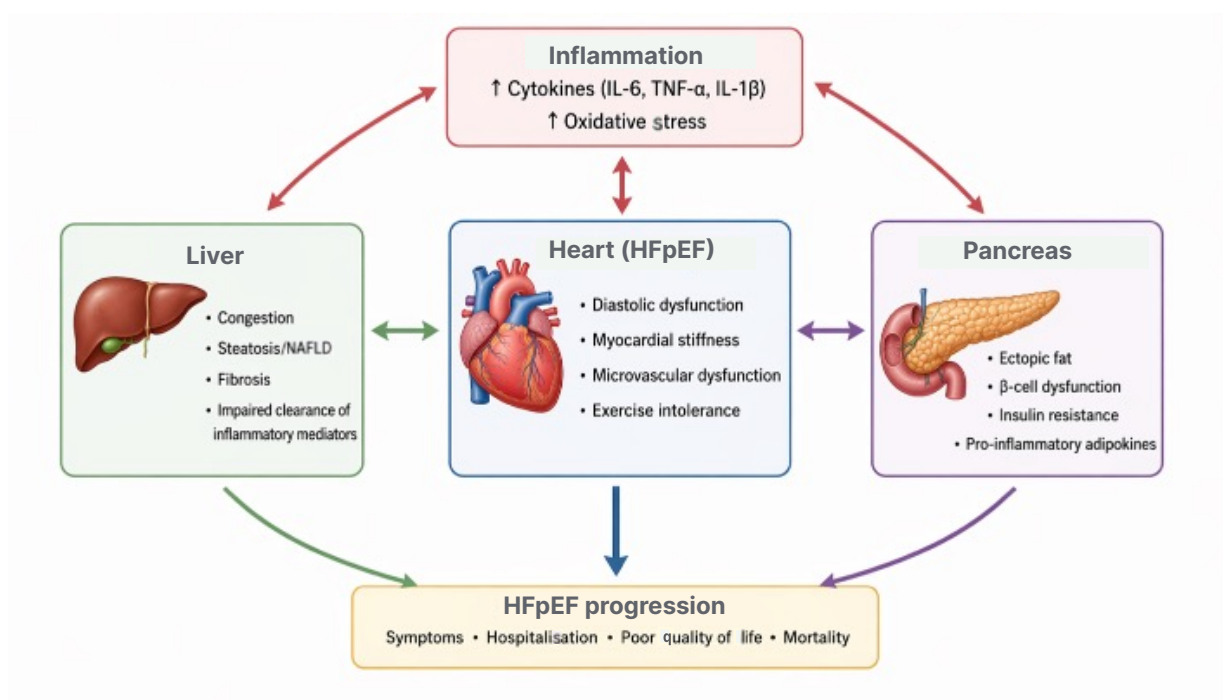 Inflammation
↑ Cytokines (IL-6, TNF-α, IL-1β)
↑ Oxidative stress
Liver
• Congestion
• Steatosis/NAFLD
• Fibrosis
• Impaired clearance of
inflammatory mediators
Heart (HFpEF)
• Diastolic dysfunction
• Myocardial stiffness
• Microvascular dysfunction
• Exercise intolerance
Pancreas
• Ectopic fat
• β-cell dysfunction
• Insulin resistance
• Pro-inflammatory adipokines
HFpEF progression
Symptoms • Hospitalisation • Poor quality of life • Mortality